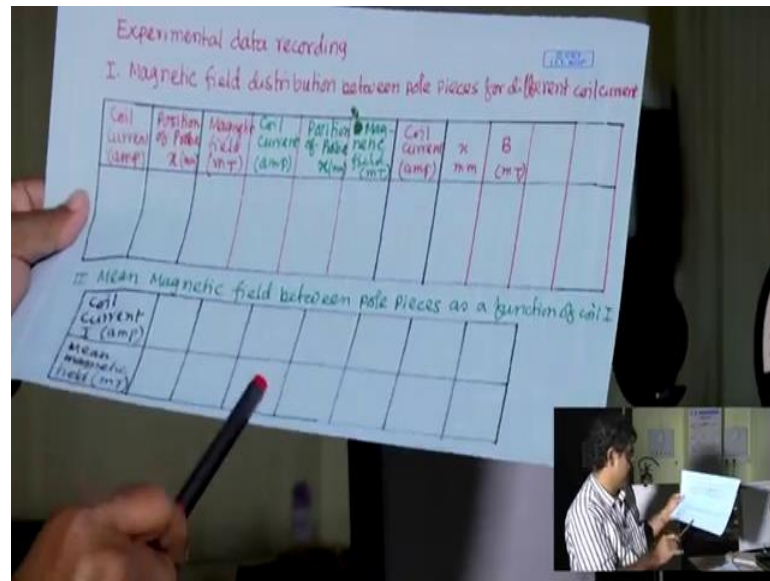 Experimental data recording
I. Magnetic field distribution between pole pieces for different coil current
Coil current (amp)
Position of Probe x (mm)
Magnetic field (mT)
Coil current (amp)
Position of Probe x (mm)
Mag-netic field (mT)
Coil current (amp)
x mm
B (mT)
II Mean Magnetic field between pole pieces as a function of coil I
Coil
current
I (amp)
Mean
magnetic
field (mT)